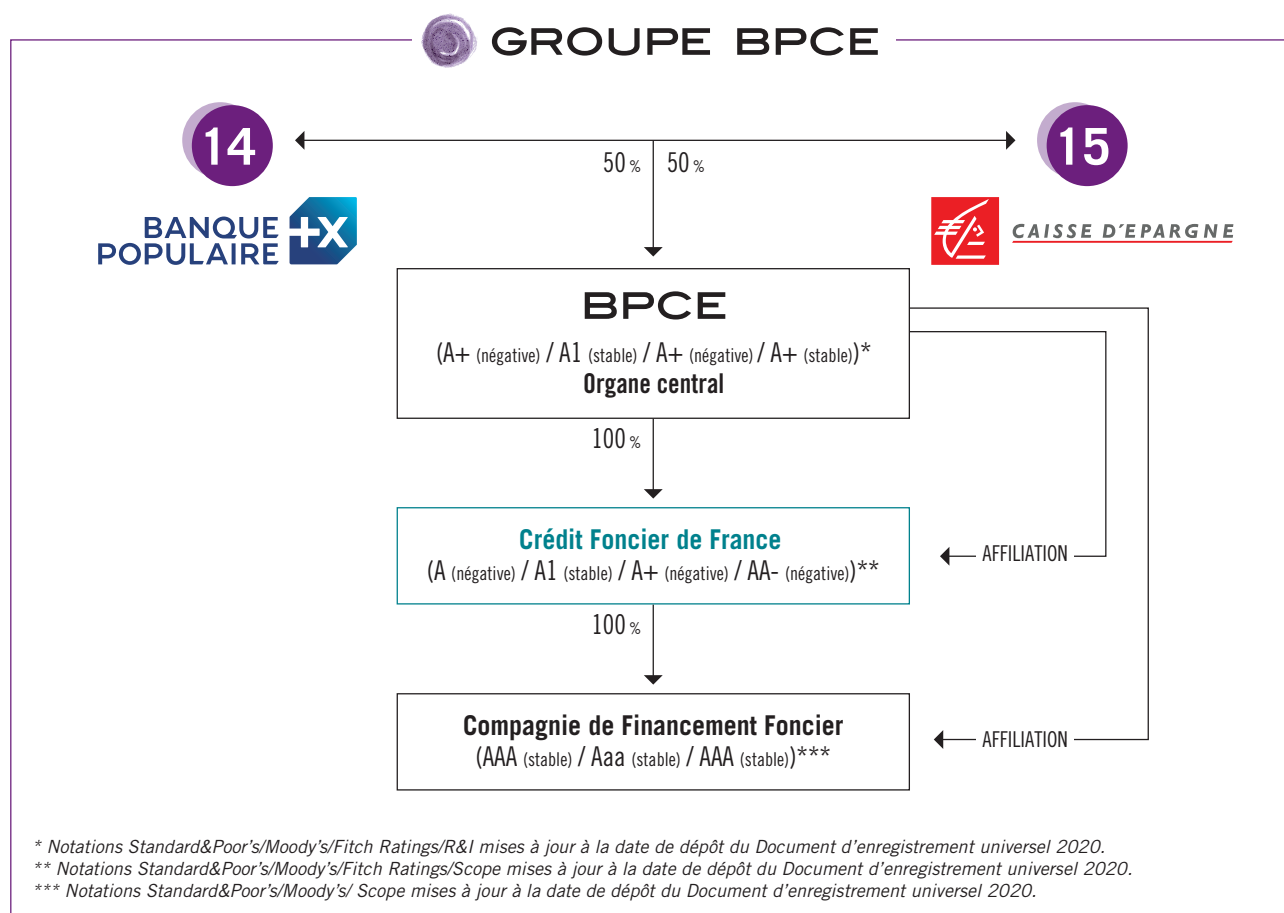 GROUPE BPCE
14
15
50 % 50 %
BANQUE
POPULAIRE
+X
CAISSE D'EPARGNE
BPCE
(A+ (négative) / A1 (stable) / A+ (négative) / A+ (stable))*
Organe central
100 %
Crédit Foncier de France
(A (négative) / A1 (stable) / A+ (négative) / AA- (négative))**
AFFILIATION
100 %
Compagnie de Financement Foncier
(AAA (stable) / Aaa (stable) / AAA (stable))***
AFFILIATION
* Notations Standard&Poor's/Moody's/Fitch Ratings/R&I mises à jour à la date de dépôt du Document d'enregistrement universel 2020.
** Notations Standard&Poor's/Moody's/Fitch Ratings/Scope mises à jour à la date de dépôt du Document d'enregistrement universel 2020.
*** Notations Standard&Poor's/Moody's/ Scope mises à jour à la date de dépôt du Document d'enregistrement universel 2020.